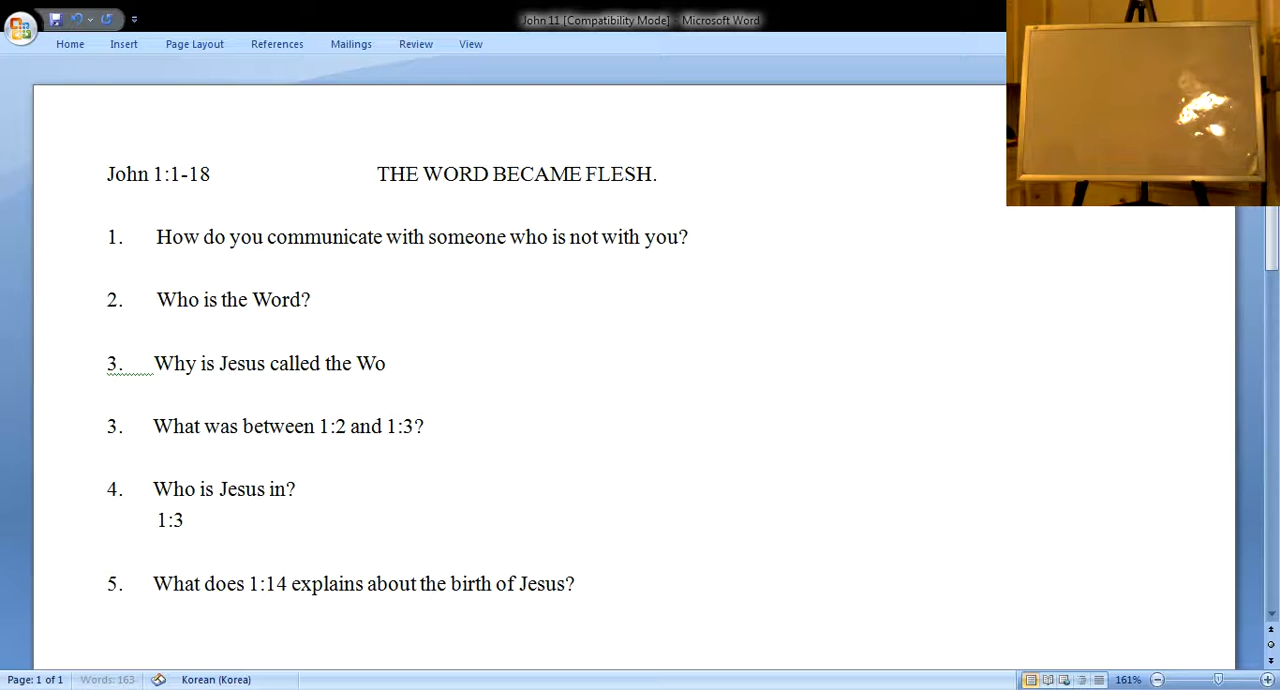 John 11 [Compatibility Mode] - Microsoft Word
Home Insert Page Layout References Mailings Review View
John 1:1-18 THE WORD BECAME FLESH.
1. How do you communicate with someone who is not with you?
2. Who is the Word?
3. Why is Jesus called the Wo
3. What was between 1:2 and 1:3?
4. Who is Jesus in?
1:3
5. What does 1:14 explains about the birth of Jesus?
Page: 1 of 1 Words: 163 Korean (Korea) 161%